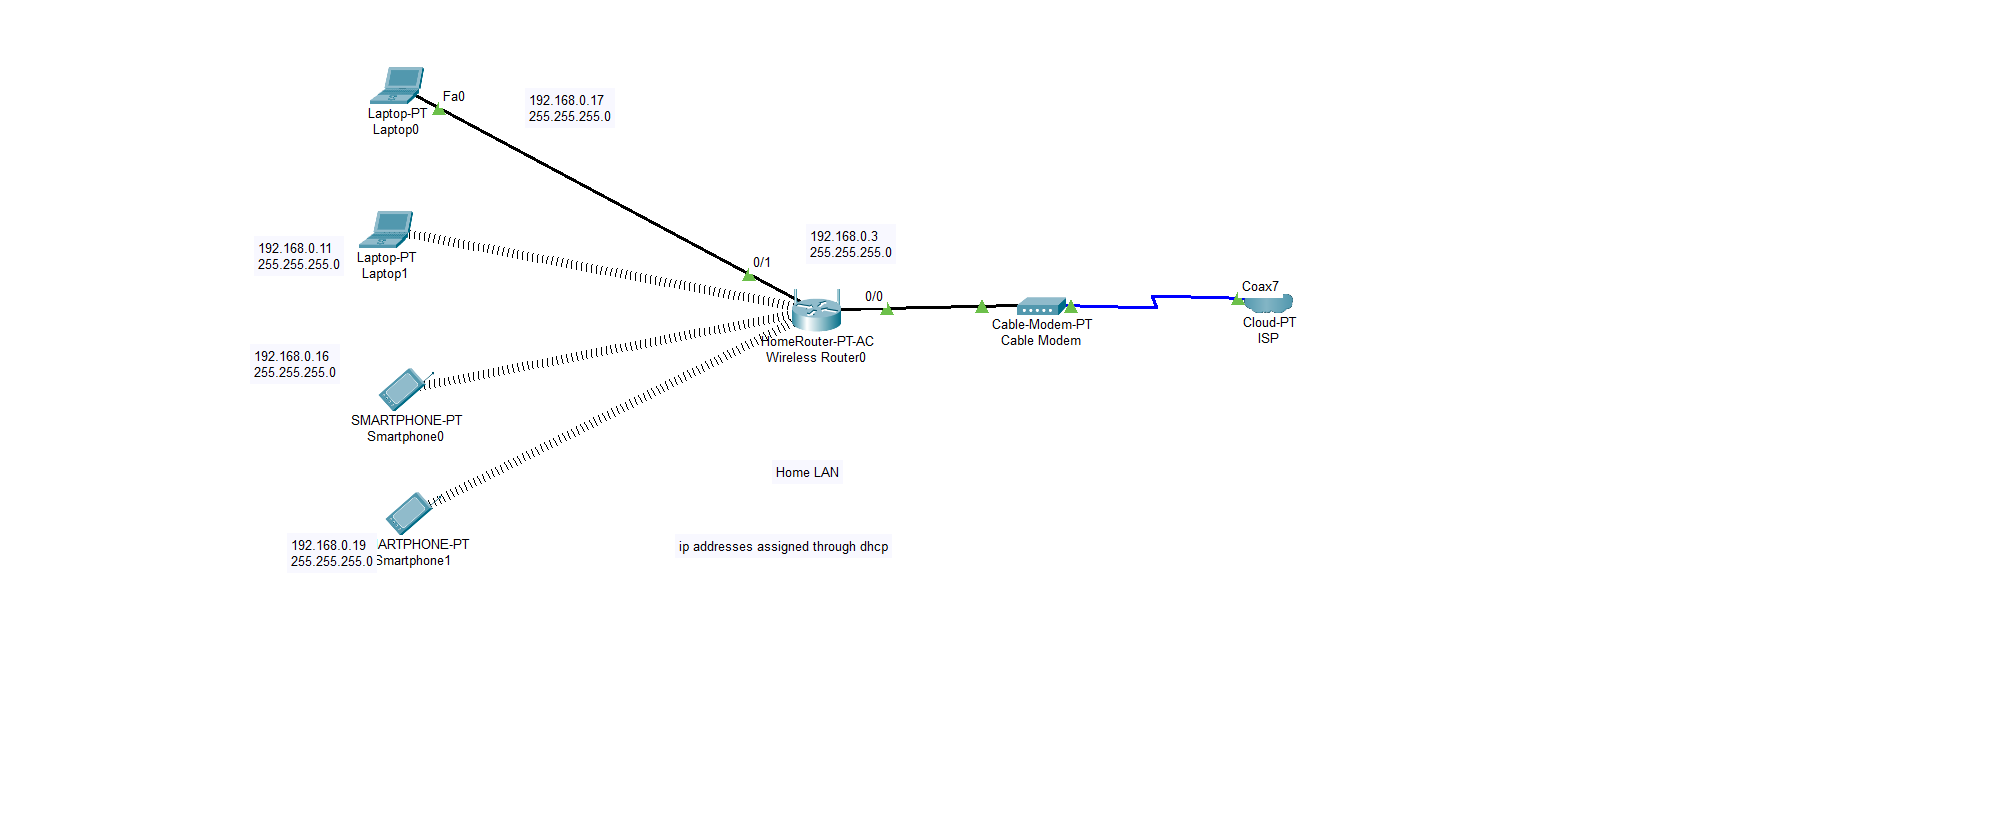 Fa0
192.168.0.17
255.255.255.0
Laptop-PT
Laptop0
192.168.0.11
255.255.255.0
Laptop-PT
Laptop1
0/1
192.168.0.3
255.255.255.0
0/0
HomeRouter-PT-AC
Wireless Router0
Cable-Modem-PT
Cable Modem
Coax7
Cloud-PT
ISP
192.168.0.16
255.255.255.0
SMARTPHONE-PT
Smartphone0
Home LAN
192.168.0.19
255.255.255.0
ARTPHONE-PT
Smartphone1
ip addresses assigned through dhcp